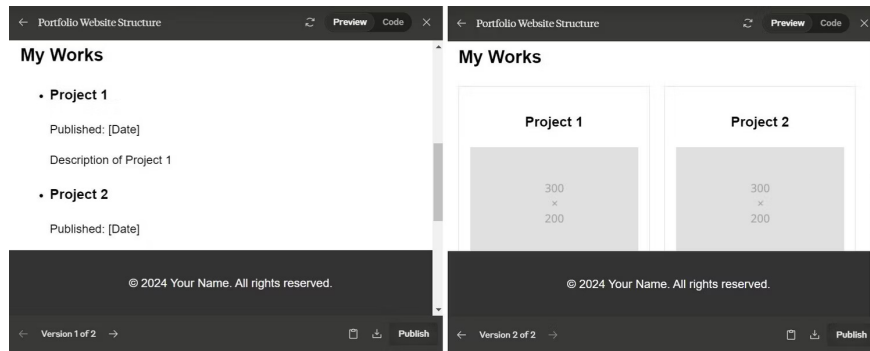 Portfolio Website Structure
Preview Code
My Works
Project 1
Published: [Date]
Description of Project 1
Project 2
Published: [Date]
© 2024 Your Name. All rights reserved.
Version 1 of 2
Publish
Portfolio Website Structure
Preview Code
My Works
Project 1
Project 2
300
×
200
300
×
200
© 2024 Your Name. All rights reserved.
Version 2 of 2
Publish